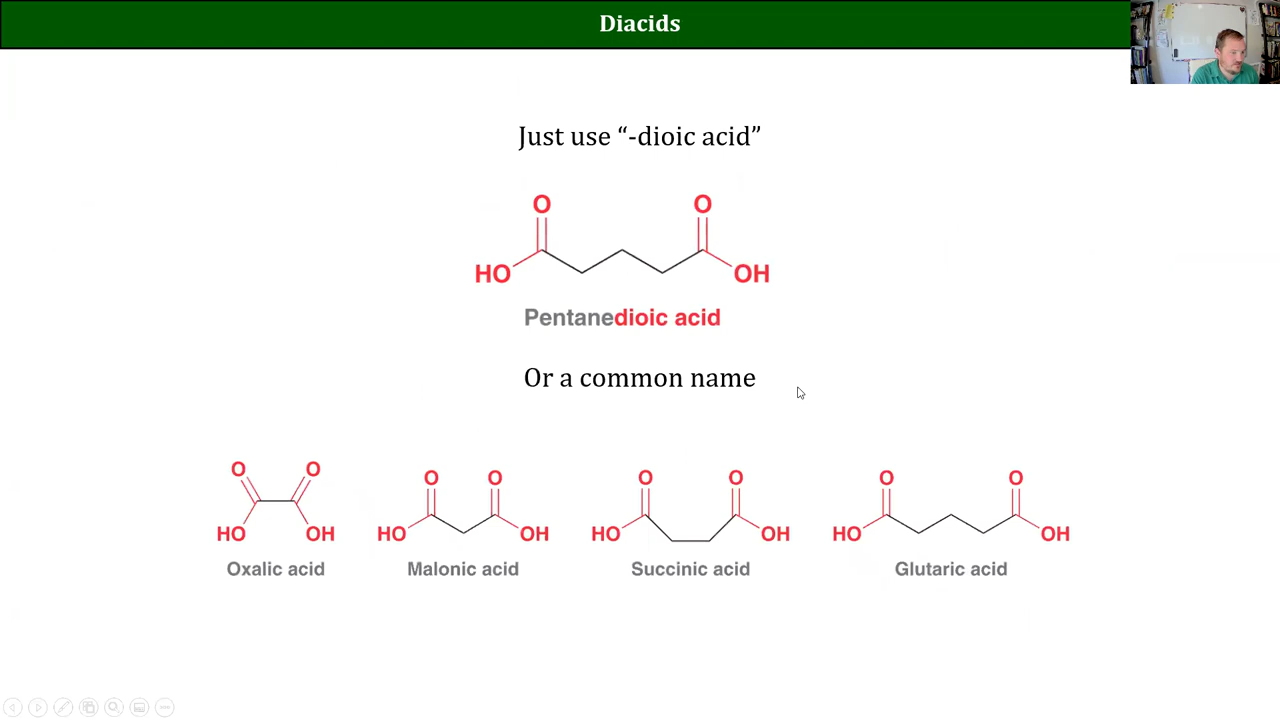 Diacids
Just use “-dioic acid”
O O
HO OH
Pentanedioic acid
Or a common name
O O O O O O O O
HO OH HO OH HO OH HO OH
Oxalic acid Malonic acid Succinic acid Glutaric acid